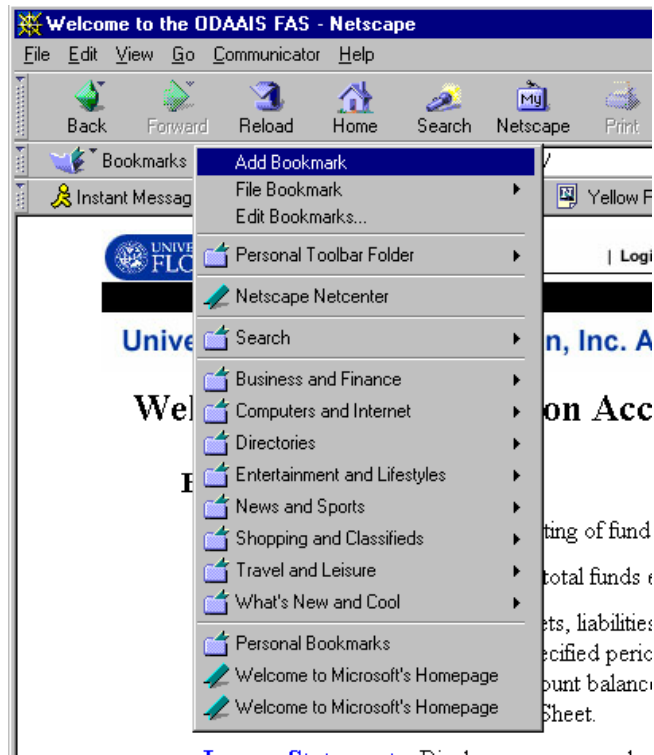 Welcome to the ODAAIS FAS - Netscape
File Edit View Go Communicator Help
Back Forward Reload Home Search Netscape Print
My
Bookmarks
Instant Messag
Yellow F
Add Bookmark
File Bookmark
Edit Bookmarks...
Personal Toolbar Folder
Netscape Netcenter
Search
Business and Finance
Computers and Internet
Directories
Entertainment and Lifestyles
News and Sports
Shopping and Classifieds
Travel and Leisure
What's New and Cool
Personal Bookmarks
Welcome to Microsoft's Homepage
Welcome to Microsoft's Homepage
UNIVE
FLO
| Logi
Unive n, Inc. A
Wel on Acc
ting of fund
total funds e
ets, liabilities
ecified perio
ount balance
Sheet.